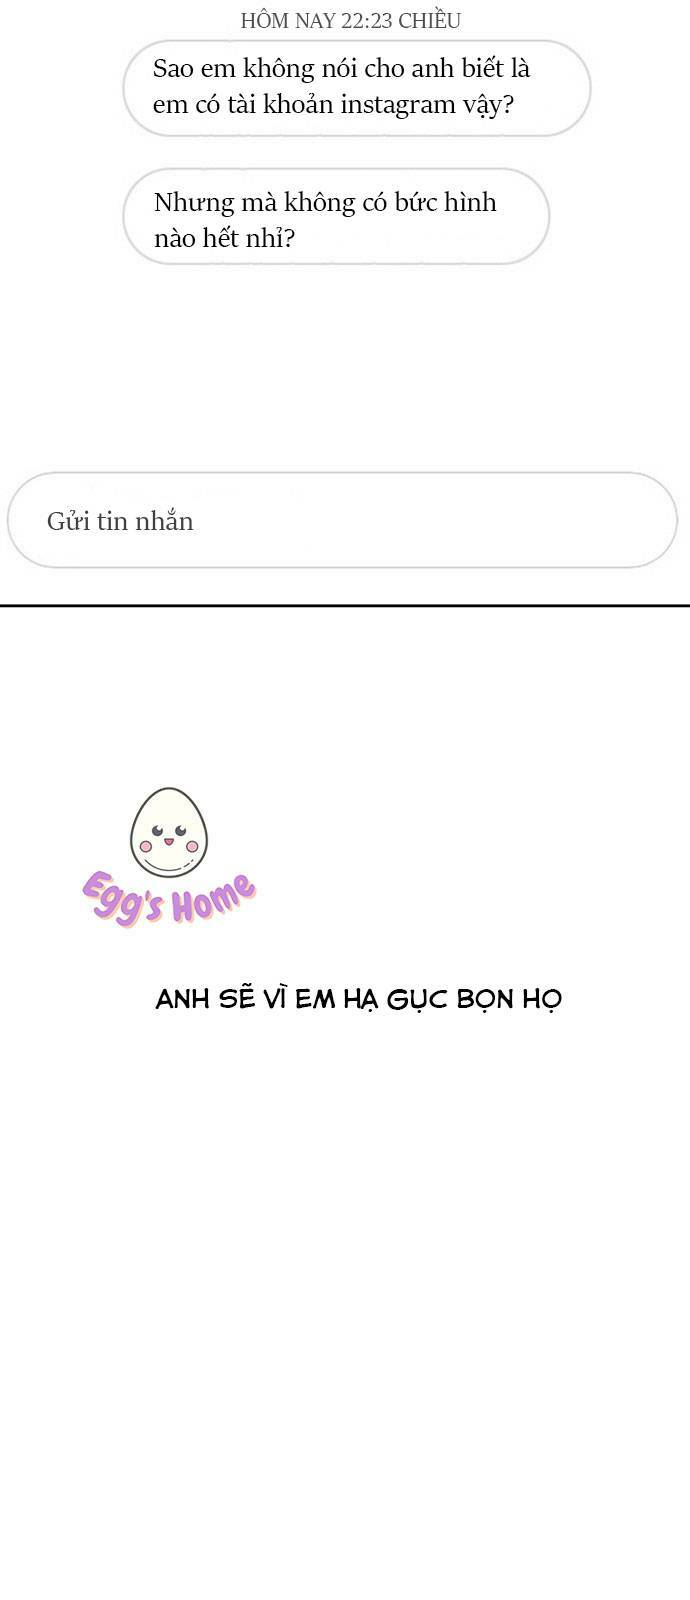 HÔM NAY 22:23 CHIỀU
Sao em không nói cho anh biết là
em có tài khoản instagram vậy?
Nhưng mà không có bức hình
nào hết nhỉ?
Gửi tin nhắn
Egg's Home
ANH SẼ VÌ EM HẠ GỤC BỌN HỌ